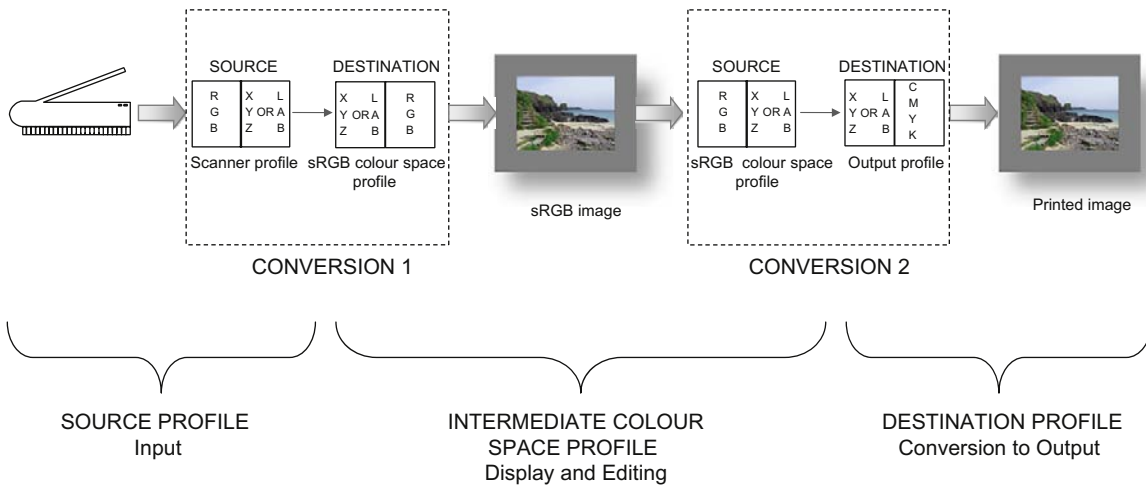 SOURCE DESTINATION
R X L X L R
G Y OR A Y OR A G
B Z B Z B B
Scanner profile sRGB colour space
profile
CONVERSION 1
sRGB image
SOURCE DESTINATION
R X L X L C
G Y OR A Y OR A M
B Z B Z B Y
K
sRGB colour space
profile
Output profile
CONVERSION 2
Printed image
SOURCE PROFILE
Input
INTERMEDIATE COLOUR
SPACE PROFILE
Display and Editing
DESTINATION PROFILE
Conversion to Output